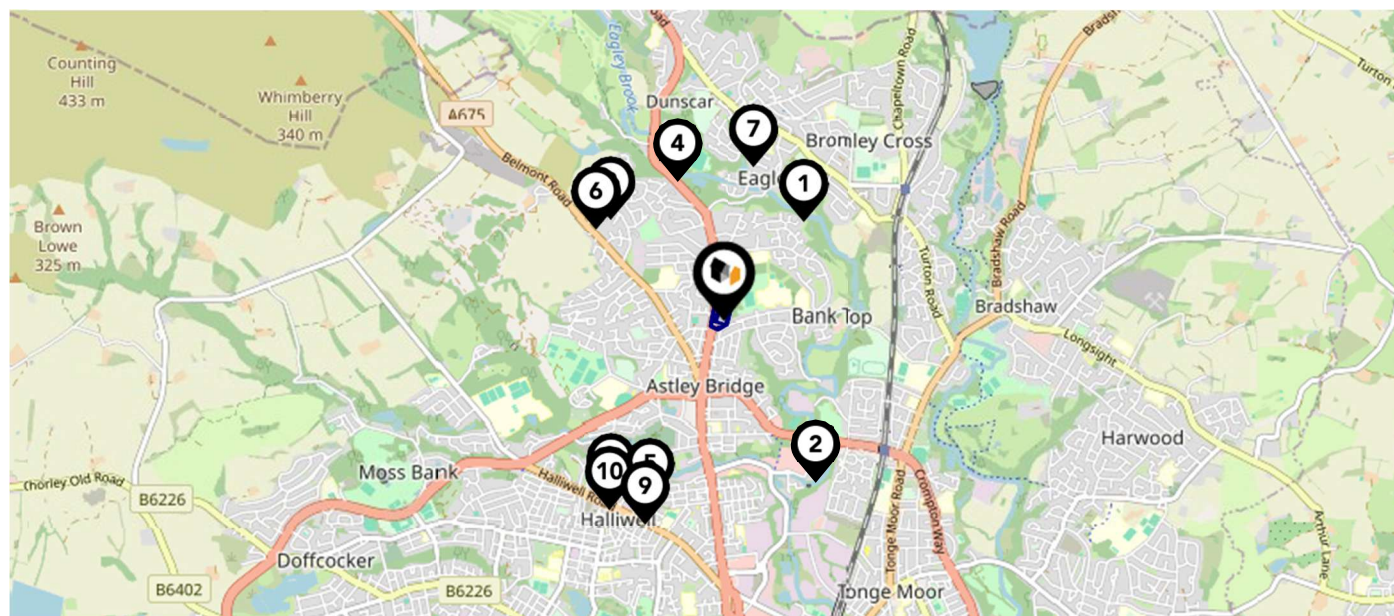 Counting
Hill
433 m
Whimberry
Hill
340 m
A675
Belmont Road
Eagley Brook
Road
Dunscar
4
7
Bromley Cross
Chapeltown Road
Turton
6
1
Brown
Lowe
325 m
Bradshaw Road
Turton Road
Bank Top
Bradshaw
Longsight
Astley Bridge
2
Harwood
5
10
9
Moss Bank
Chorley Old Road
B6226
Halliwell
Doffcocker
Tonge Moor Road
Crompton Way
Arthur Lane
B6402
B6226
Tonge Moor